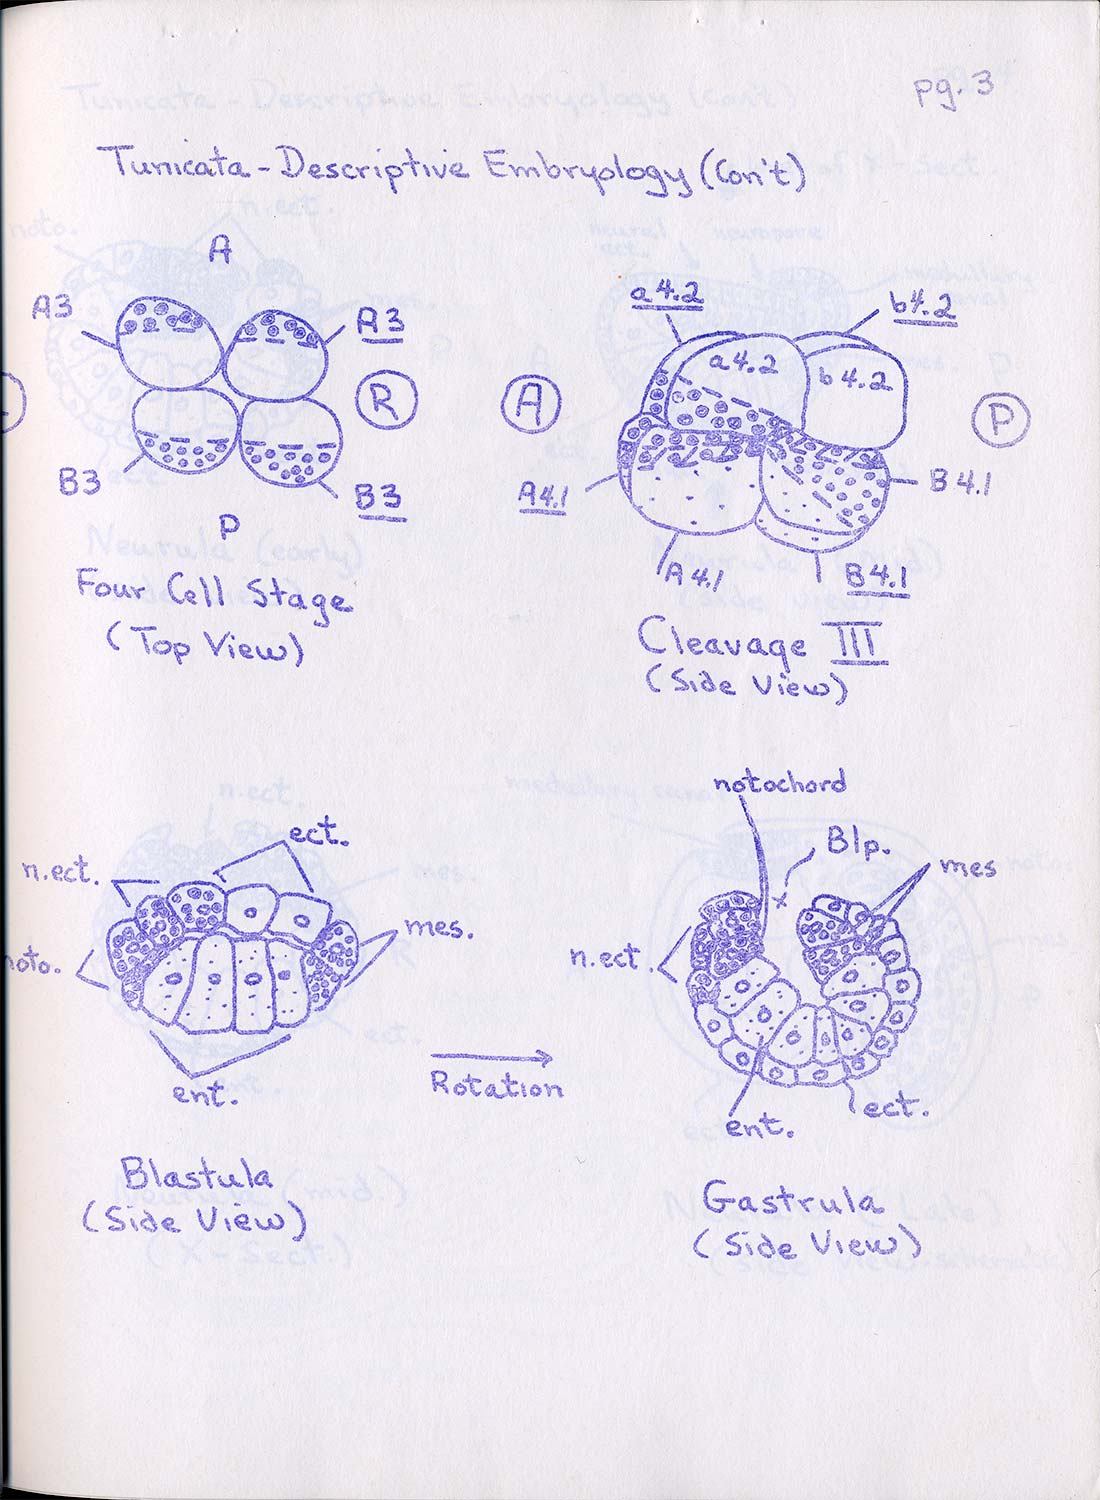 pg. 3
Tunicata - Descriptive Embryology (Con't)
A
A3
A3
R
B3
B3
P
Four Cell Stage
(Top View)
a4.2
b4.2
a4.2
b4.2
A
P
A4.1
B4.1
A4.1
B4.1
Cleavage III
(Side View)
n.ect.
ect.
noto.
mes.
ent.
Blastula
(Side View)
Rotation
notochord
Blp.
x
mes
n.ect.
ent.
ect.
Gastrula
(Side View)